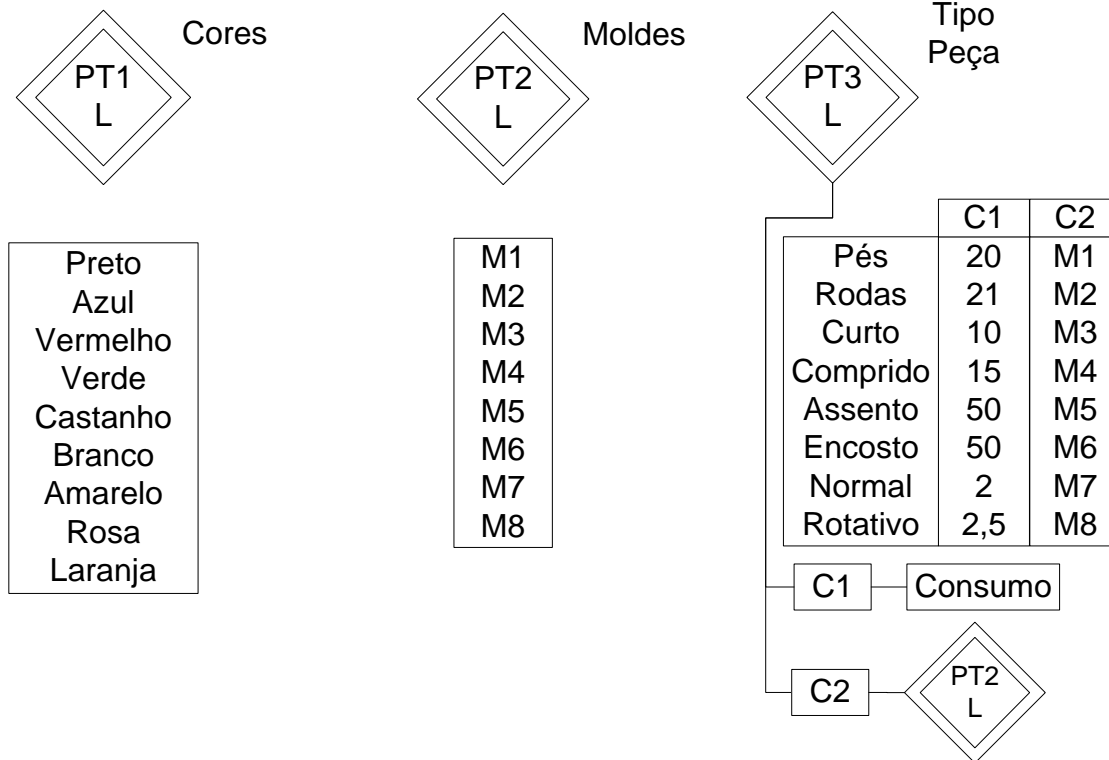 PT1
L
Cores
Preto
Azul
Vermelho
Verde
Castanho
Branco
Amarelo
Rosa
Laranja
PT2
L
Moldes
M1
M2
M3
M4
M5
M6
M7
M8
PT3
L
Tipo
Peça
C1 C2
Pés 20 M1
Rodas 21 M2
Curto 10 M3
Comprido 15 M4
Assento 50 M5
Encosto 50 M6
Normal 2 M7
Rotativo 2,5 M8
C1 Consumo
C2
PT2
L